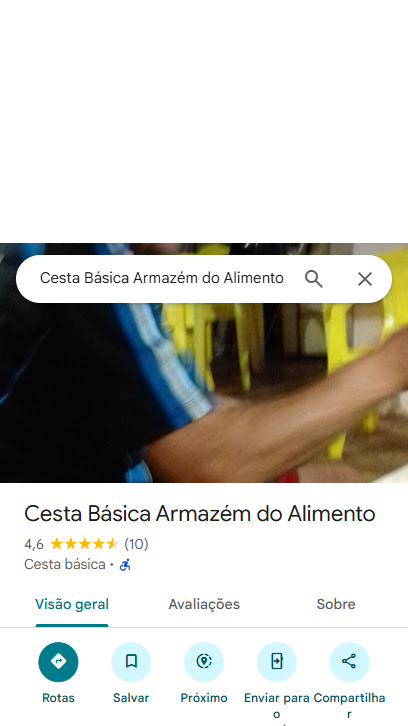 Cesta Básica Armazém do Alimento
Cesta Básica Armazém do Alimento
4,6 (10)
Cesta básica ·
Visão geral Avaliações Sobre
Rotas Salvar Próximo Enviar para o Compartilhar